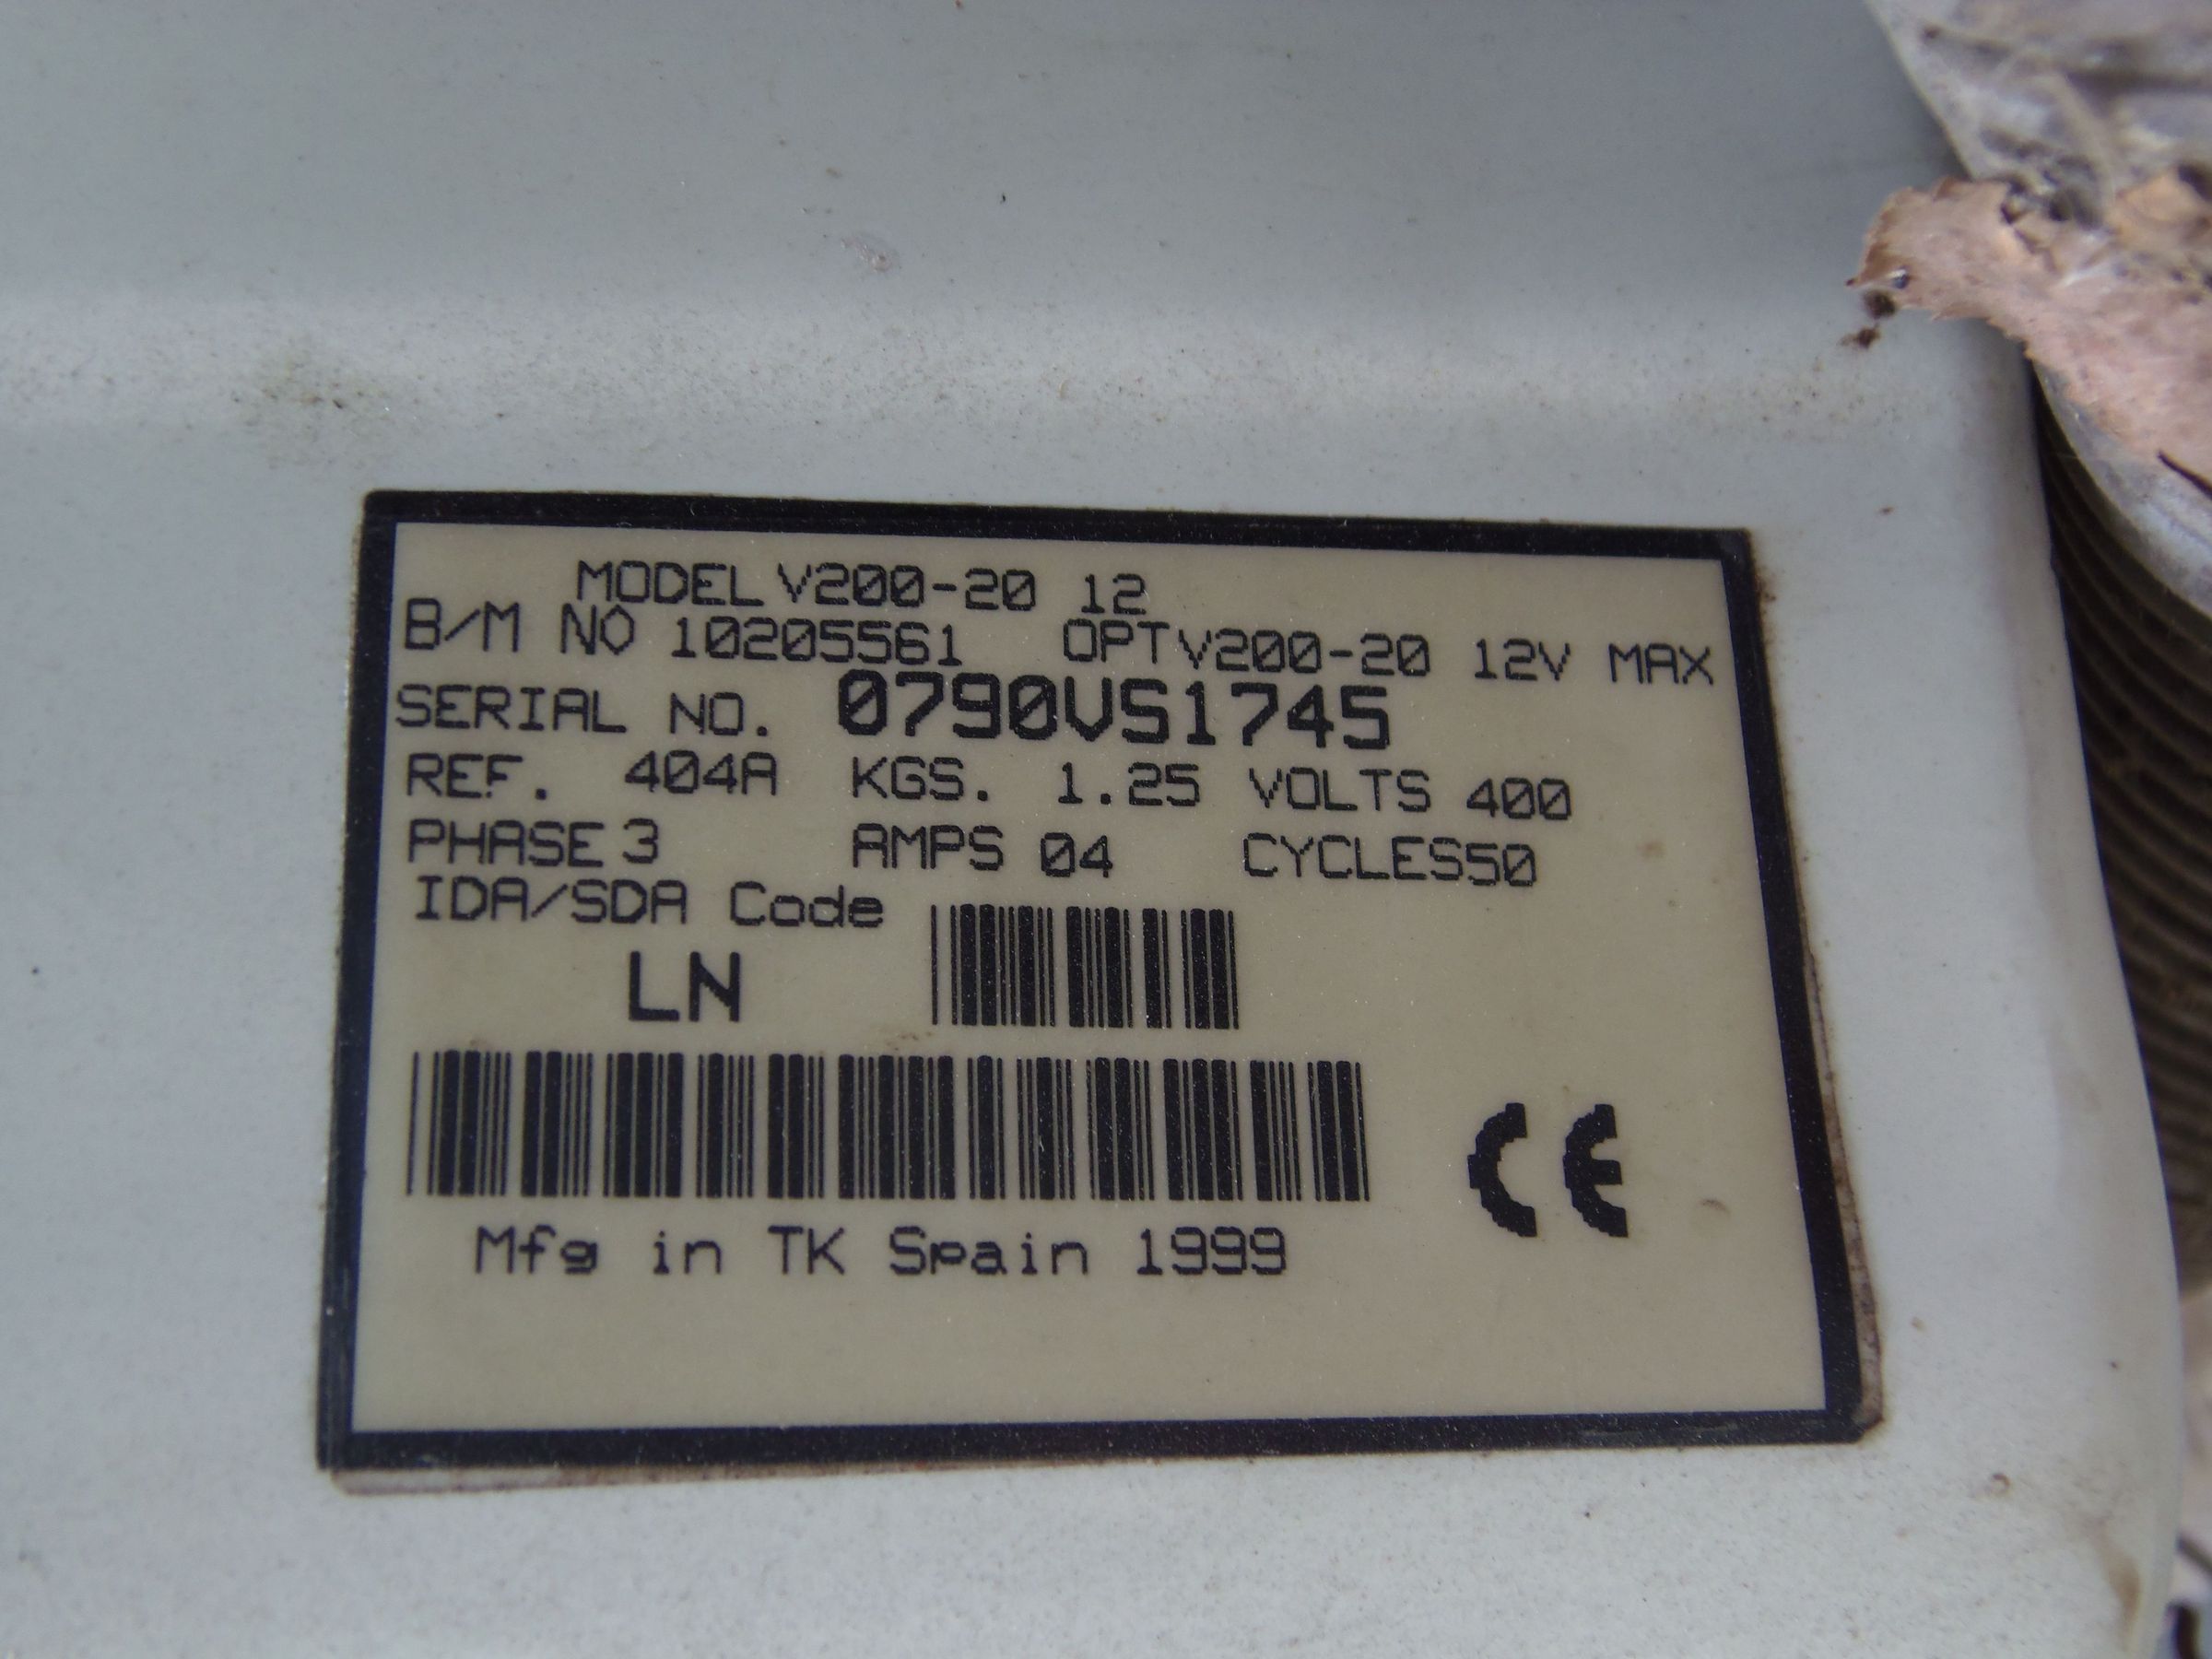 MODEL V200-20 12
B/M NO 10205561 OPT V200-20 12V MAX
SERIAL NO. 0790VS1745
REF. 404A KGS. 1.25 VOLTS 400
PHASE 3 AMPS 04 CYCLES50
IDA/SDA Code
LN
CE
Mfg in TK Spain 1999